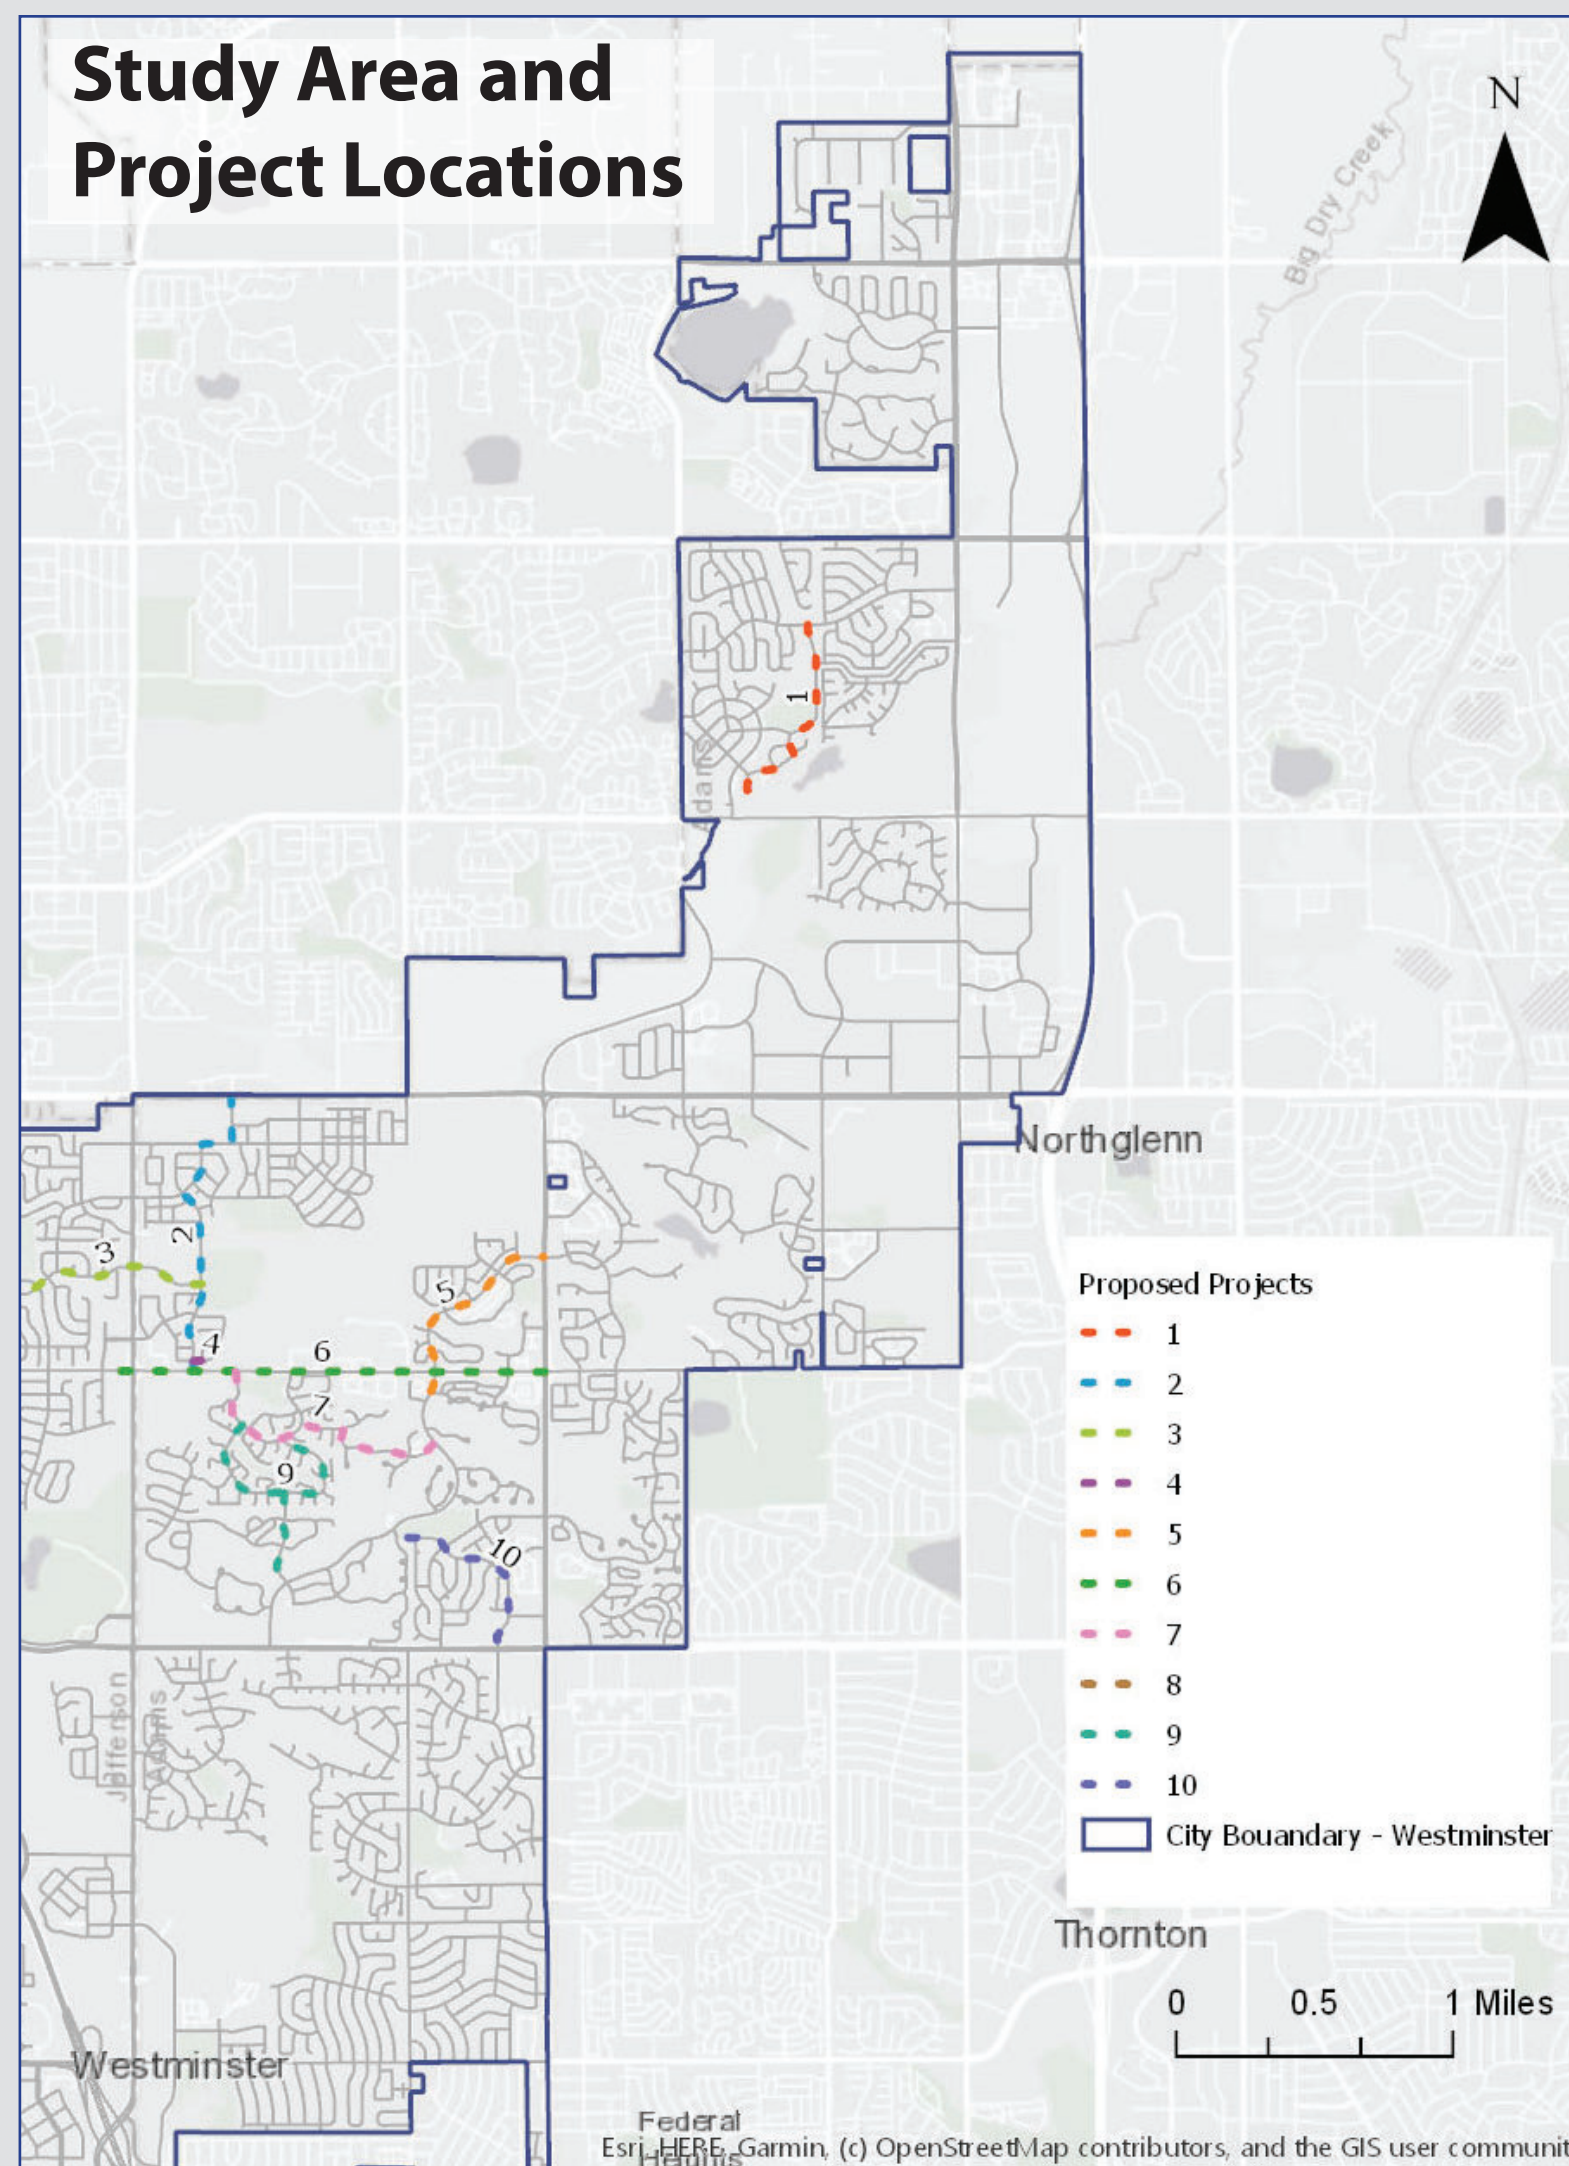 Study Area and
Project Locations
N
Big Dry Creek
1
Adams
Northglenn
2
3
4
5
6
7
9
10
Proposed Projects
1
2
3
4
5
6
7
8
9
10
City Bouandary - Westminster
Jefferson
Adams
Thornton
0 0.5 1 Miles
Westminster
Federal
Heights
Esri, HERE, Garmin, (c) OpenStreetMap contributors, and the GIS user communit